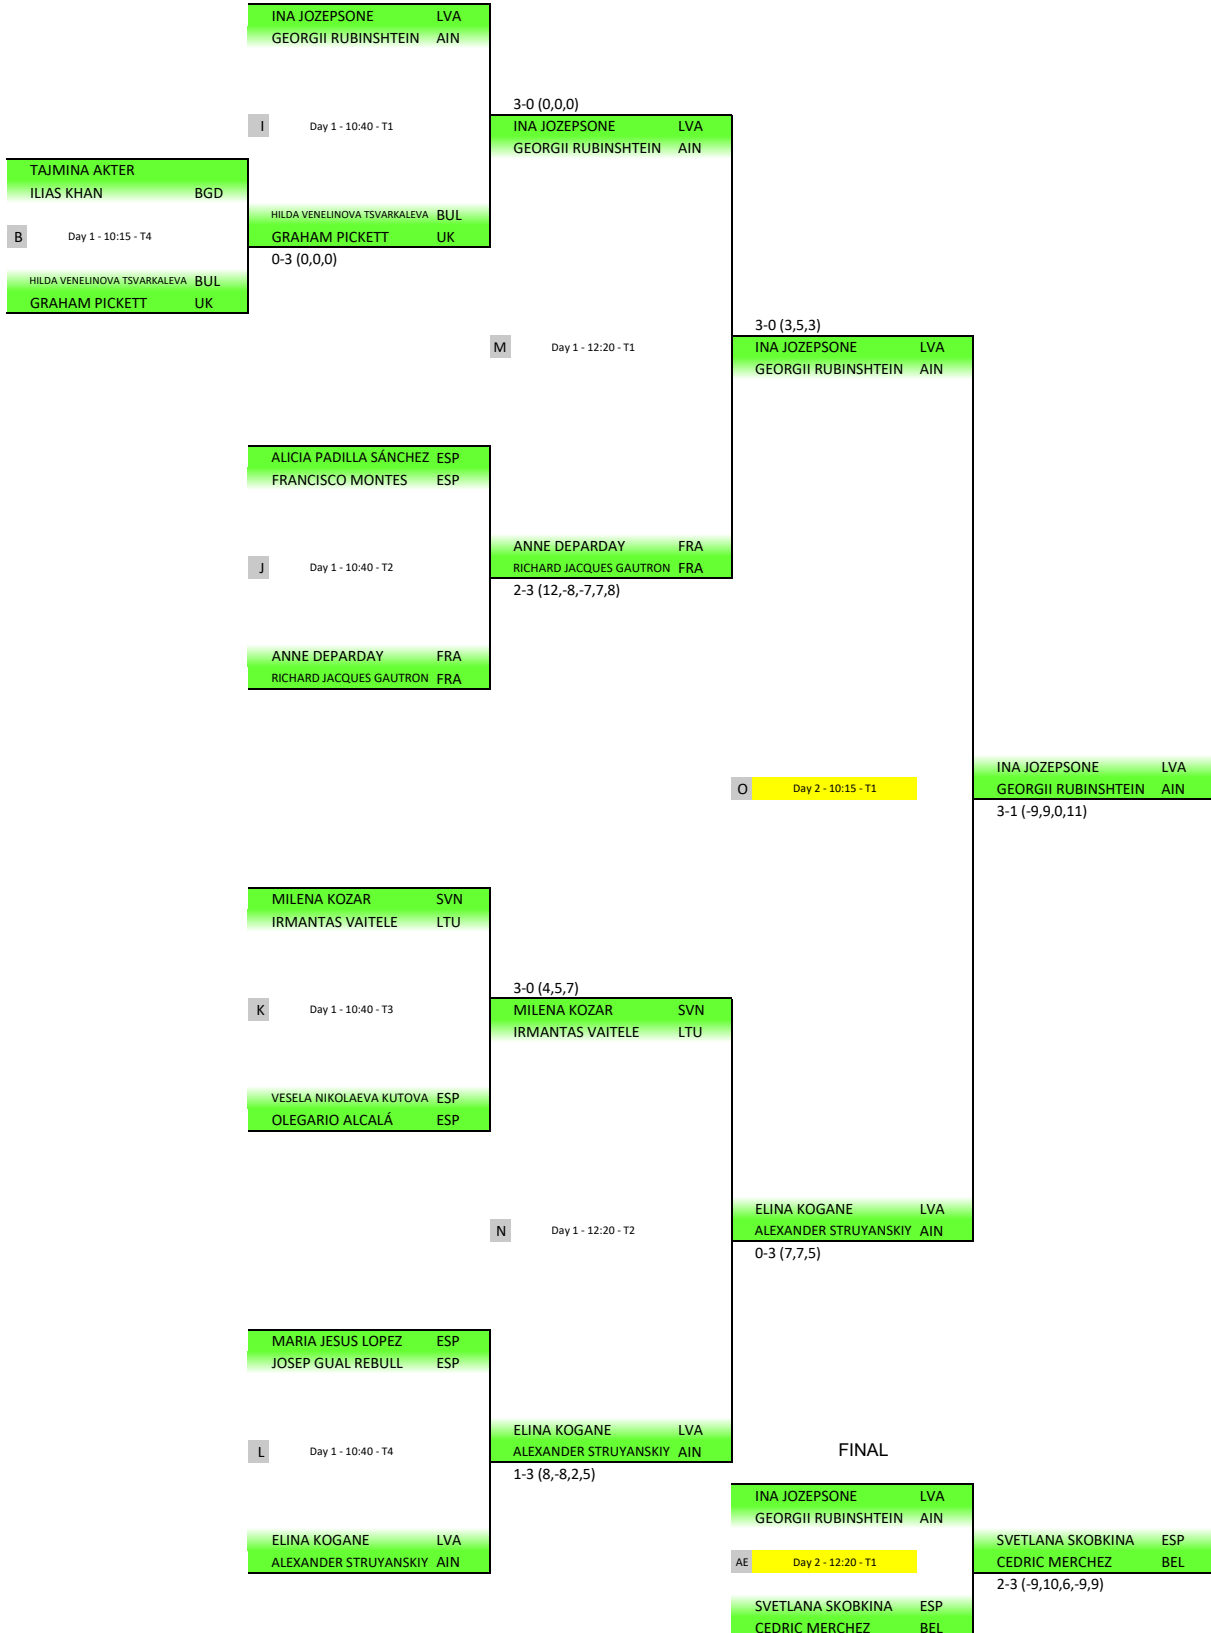 INA JOZEPSONE LVA
GEORGII RUBINSHTEIN AIN
3-0 (0,0,0)
I Day 1 - 10:40 - T1
INA JOZEPSONE LVA
GEORGII RUBINSHTEIN AIN
TAJMINA AKTER
ILIAS KHAN BGD
HILDA VENELINOVA TSVARKALEVA BUL
B Day 1 - 10:15 - T4
GRAHAM PICKETT UK
0-3 (0,0,0)
HILDA VENELINOVA TSVARKALEVA BUL
GRAHAM PICKETT UK
3-0 (3,5,3)
M Day 1 - 12:20 - T1
INA JOZEPSONE LVA
GEORGII RUBINSHTEIN AIN
ALICIA PADILLA SÁNCHEZ ESP
FRANCISCO MONTES ESP
ANNE DEPARDAY FRA
J Day 1 - 10:40 - T2
RICHARD JACQUES GAUTRON FRA
2-3 (12,-8,-7,7,8)
ANNE DEPARDAY FRA
RICHARD JACQUES GAUTRON FRA
INA JOZEPSONE LVA
O Day 2 - 10:15 - T1
GEORGII RUBINSHTEIN AIN
3-1 (-9,9,0,11)
MILENA KOZAR SVN
IRMANTAS VAITELE LTU
3-0 (4,5,7)
K Day 1 - 10:40 - T3
MILENA KOZAR SVN
IRMANTAS VAITELE LTU
VESELA NIKOLAEVA KUTOVA ESP
OLEGARIO ALCALÁ ESP
ELINA KOGANE LVA
N Day 1 - 12:20 - T2
ALEXANDER STRUYANSKIY AIN
0-3 (7,7,5)
MARIA JESUS LOPEZ ESP
JOSEP GUAL REBULL ESP
ELINA KOGANE LVA
L Day 1 - 10:40 - T4
ALEXANDER STRUYANSKIY AIN
FINAL
1-3 (8,-8,2,5)
INA JOZEPSONE LVA
GEORGII RUBINSHTEIN AIN
ELINA KOGANE LVA
ALEXANDER STRUYANSKIY AIN
SVETLANA SKOBKINA ESP
AE Day 2 - 12:20 - T1
CEDRIC MERCHEZ BEL
2-3 (-9,10,6,-9,9)
SVETLANA SKOBKINA ESP
CEDRIC MERCHEZ BEL